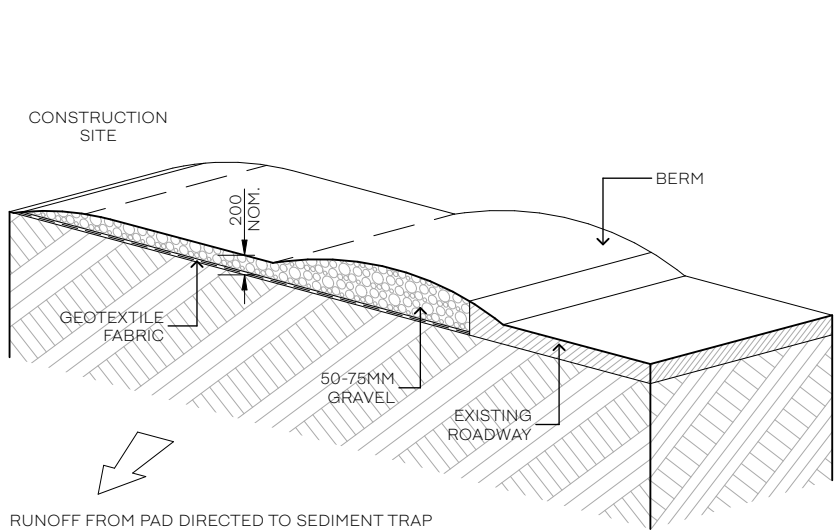 CONSTRUCTION
SITE
BERM
200
NOM.
GEOTEXTILE
FABRIC
50-75MM
GRAVEL
EXISTING
ROADWAY
RUNOFF FROM PAD DIRECTED TO SEDIMENT TRAP